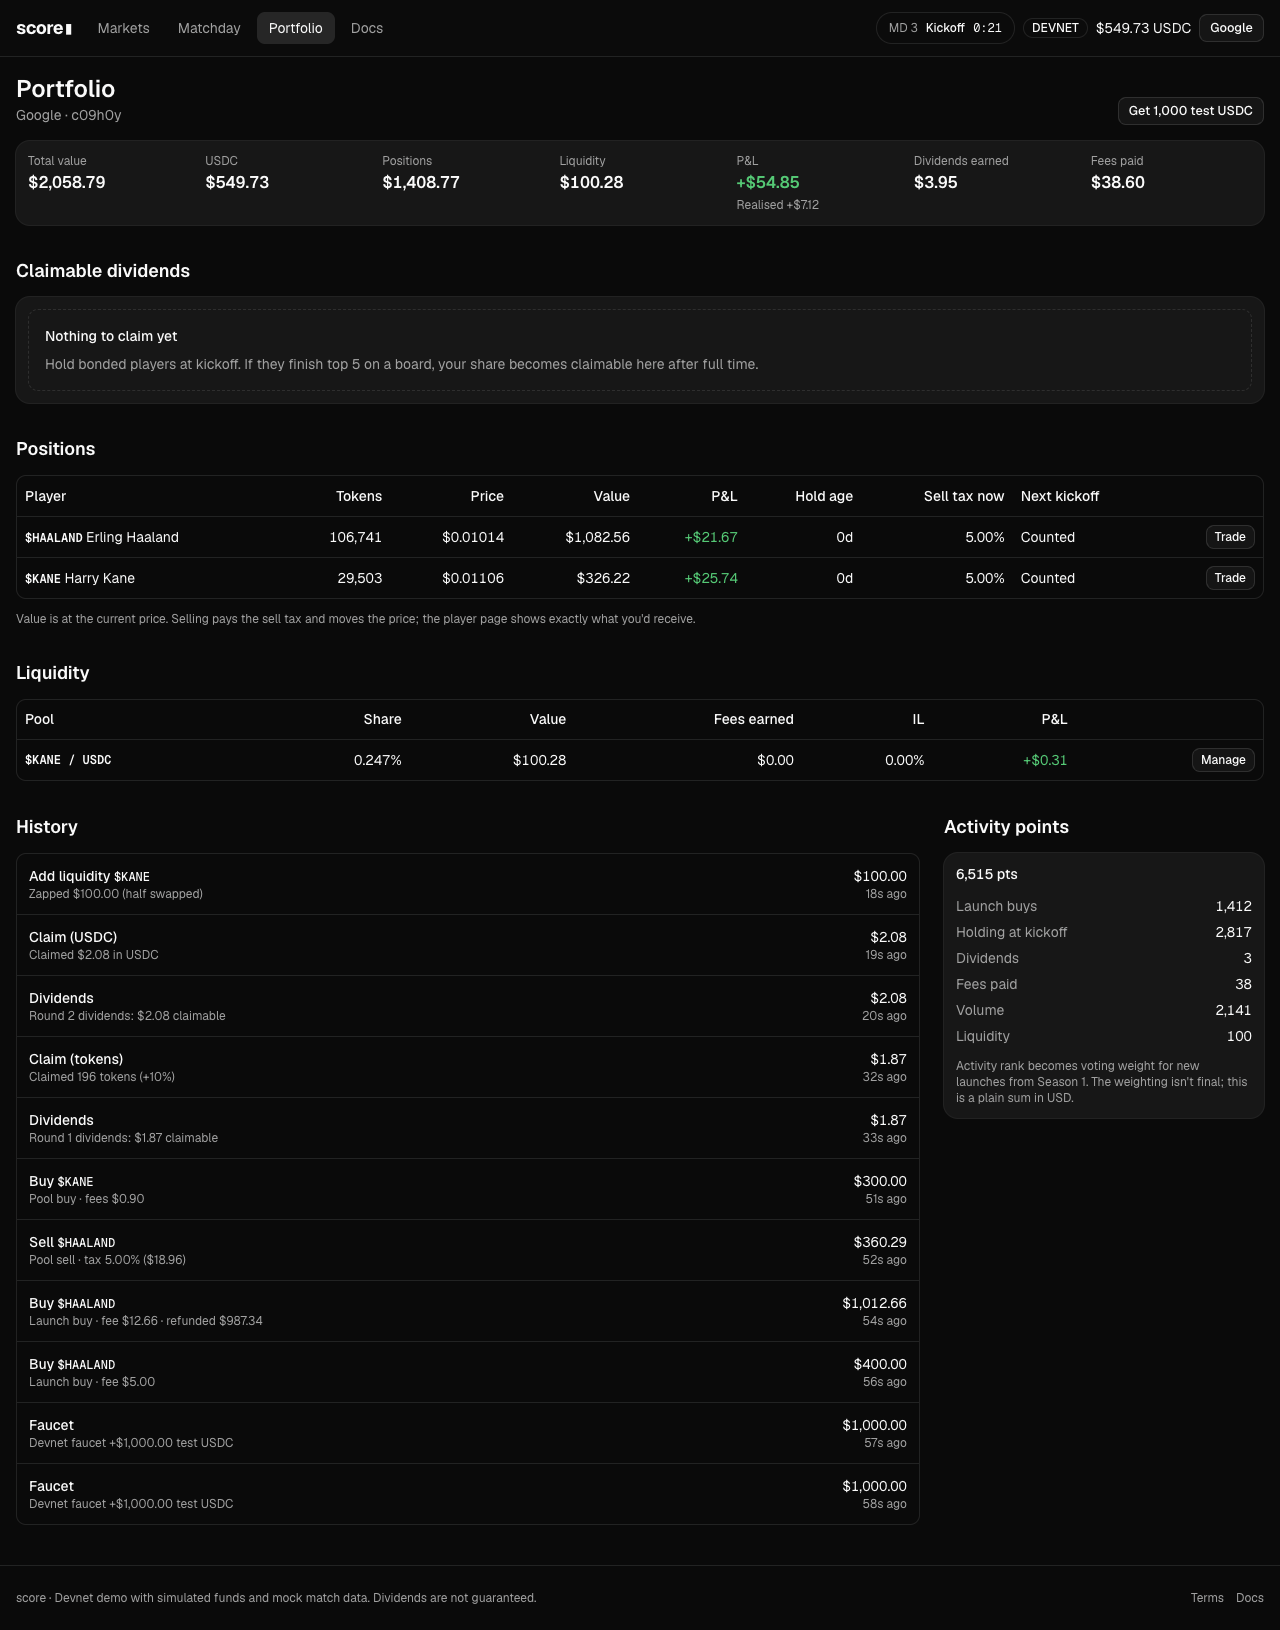 score
Markets
Matchday
Portfolio
Docs
MD 3 Kickoff 0:21
DEVNET
$549.73 USDC
Google
Portfolio
Google · c09h0y
Get 1,000 test USDC
Total value
$2,058.79
USDC
$549.73
Positions
$1,408.77
Liquidity
$100.28
P&L
+$54.85
Realised +$7.12
Dividends earned
$3.95
Fees paid
$38.60
Claimable dividends
Nothing to claim yet
Hold bonded players at kickoff. If they finish top 5 on a board, your share becomes claimable here after full time.
Positions
Player Tokens Price Value P&L Hold age Sell tax now Next kickoff
$HAALAND Erling Haaland 106,741 $0.01014 $1,082.56 +$21.67 0d 5.00% Counted Trade
$KANE Harry Kane 29,503 $0.01106 $326.22 +$25.74 0d 5.00% Counted Trade
Value is at the current price. Selling pays the sell tax and moves the price; the player page shows exactly what you'd receive.
Liquidity
Pool Share Value Fees earned IL P&L
$KANE / USDC 0.247% $100.28 $0.00 0.00% +$0.31 Manage
History
Add liquidity $KANE $100.00
Zapped $100.00 (half swapped) 18s ago
Claim (USDC) $2.08
Claimed $2.08 in USDC 19s ago
Dividends $2.08
Round 2 dividends: $2.08 claimable 20s ago
Claim (tokens) $1.87
Claimed 196 tokens (+10%) 32s ago
Dividends $1.87
Round 1 dividends: $1.87 claimable 33s ago
Buy $KANE $300.00
Pool buy · fees $0.90 51s ago
Sell $HAALAND $360.29
Pool sell · tax 5.00% ($18.96) 52s ago
Buy $HAALAND $1,012.66
Launch buy · fee $12.66 · refunded $987.34 54s ago
Buy $HAALAND $400.00
Launch buy · fee $5.00 56s ago
Faucet $1,000.00
Devnet faucet +$1,000.00 test USDC 57s ago
Faucet $1,000.00
Devnet faucet +$1,000.00 test USDC 58s ago
Activity points
6,515 pts
Launch buys 1,412
Holding at kickoff 2,817
Dividends 3
Fees paid 38
Volume 2,141
Liquidity 100
Activity rank becomes voting weight for new
launches from Season 1. The weighting isn't final; this
is a plain sum in USD.
score · Devnet demo with simulated funds and mock match data. Dividends are not guaranteed.
Terms Docs